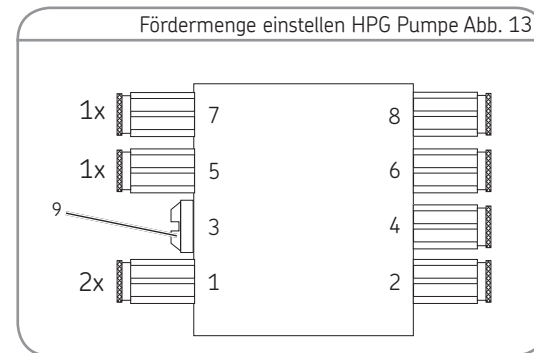 Fördermenge einstellen HPG Pumpe Abb. 13
1x 7 8
1x 5 6
9 3 4
2x 1 2